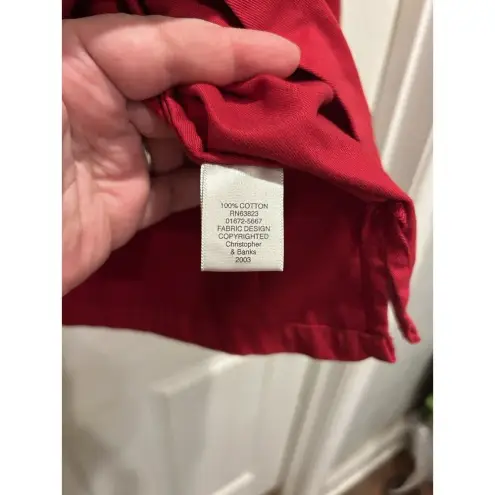 100% COTTON
RN63823
01672-5667
FABRIC DESIGN
COPYRIGHTED
Christopher
& Banks
2003